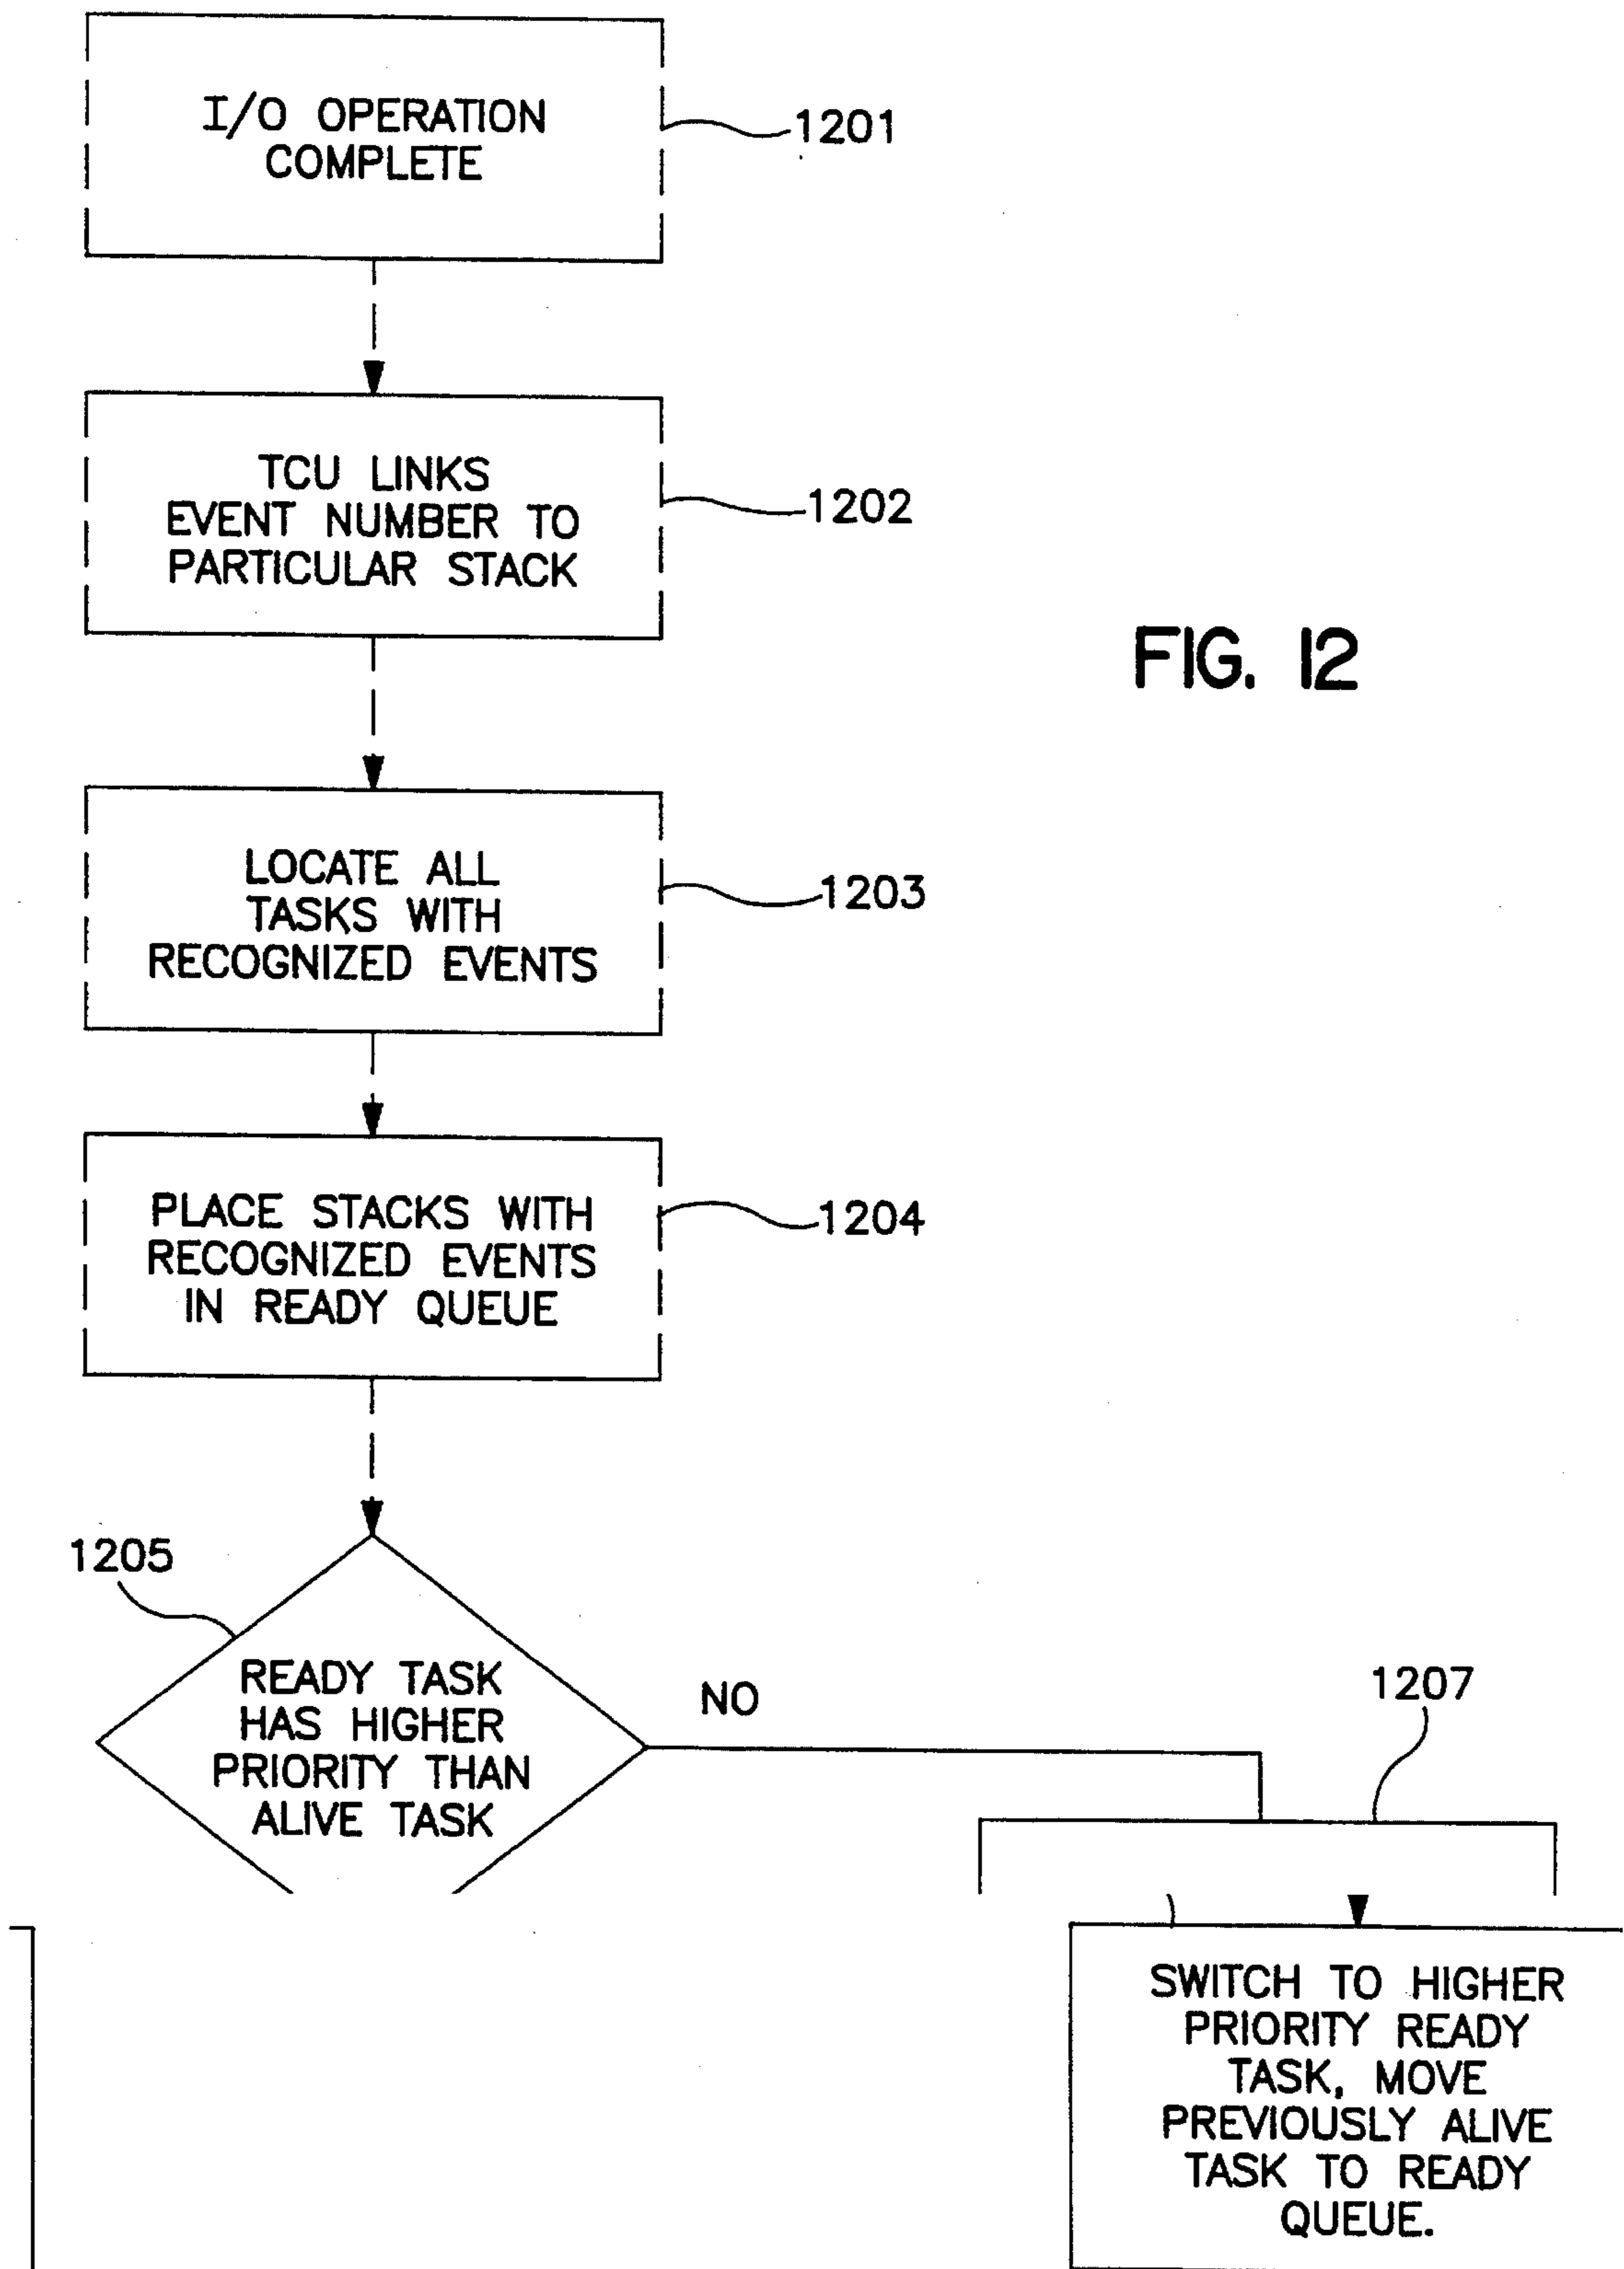 I/O OPERATION
COMPLETE
1201
TCU LINKS
EVENT NUMBER TO
PARTICULAR STACK
1202
FIG. 12
LOCATE ALL
TASKS WITH
RECOGNIZED EVENTS
1203
PLACE STACKS WITH
RECOGNIZED EVENTS
IN READY QUEUE
1204
1205
READY TASK
HAS HIGHER
PRIORITY THAN
ALIVE TASK
NO
1207
SWITCH TO HIGHER
PRIORITY READY
TASK, MOVE
PREVIOUSLY ALIVE
TASK TO READY
QUEUE.